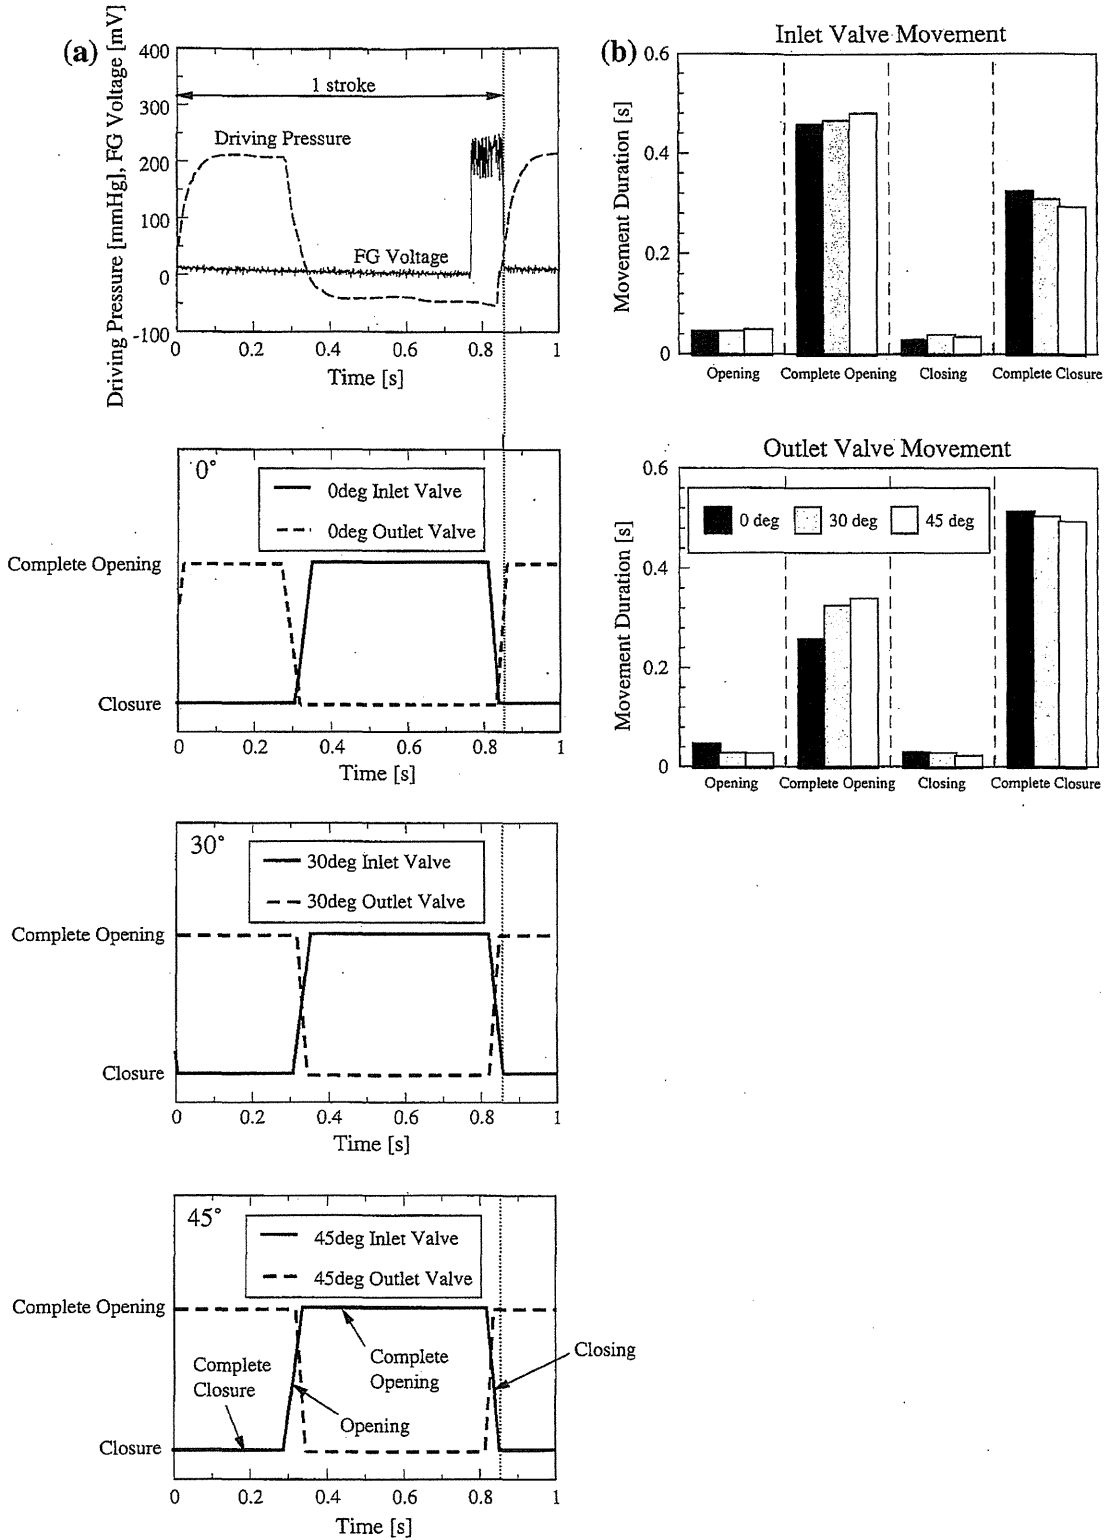 (a)
Driving Pressure [mmHg], FG Voltage [mV]
400
300
200
100
0
-100
1 stroke
Driving Pressure
FG Voltage
0 0.2 0.4 0.6 0.8 1
Time [s]
0°
0deg Inlet Valve
0deg Outlet Valve
Complete Opening
Closure
0 0.2 0.4 0.6 0.8 1
Time [s]
30°
30deg Inlet Valve
30deg Outlet Valve
Complete Opening
Closure
0 0.2 0.4 0.6 0.8 1
Time [s]
45°
45deg Inlet Valve
45deg Outlet Valve
Complete Opening
Complete
Closure
Complete
Opening
Opening
Closing
Closure
0 0.2 0.4 0.6 0.8 1
Time [s]
(b)
Inlet Valve Movement
Movement Duration [s]
0.6
0.4
0.2
0
Opening Complete Opening Closing Complete Closure
Outlet Valve Movement
Movement Duration [s]
0.6
0.4
0.2
0
0 deg 30 deg 45 deg
Opening Complete Opening Closing Complete Closure